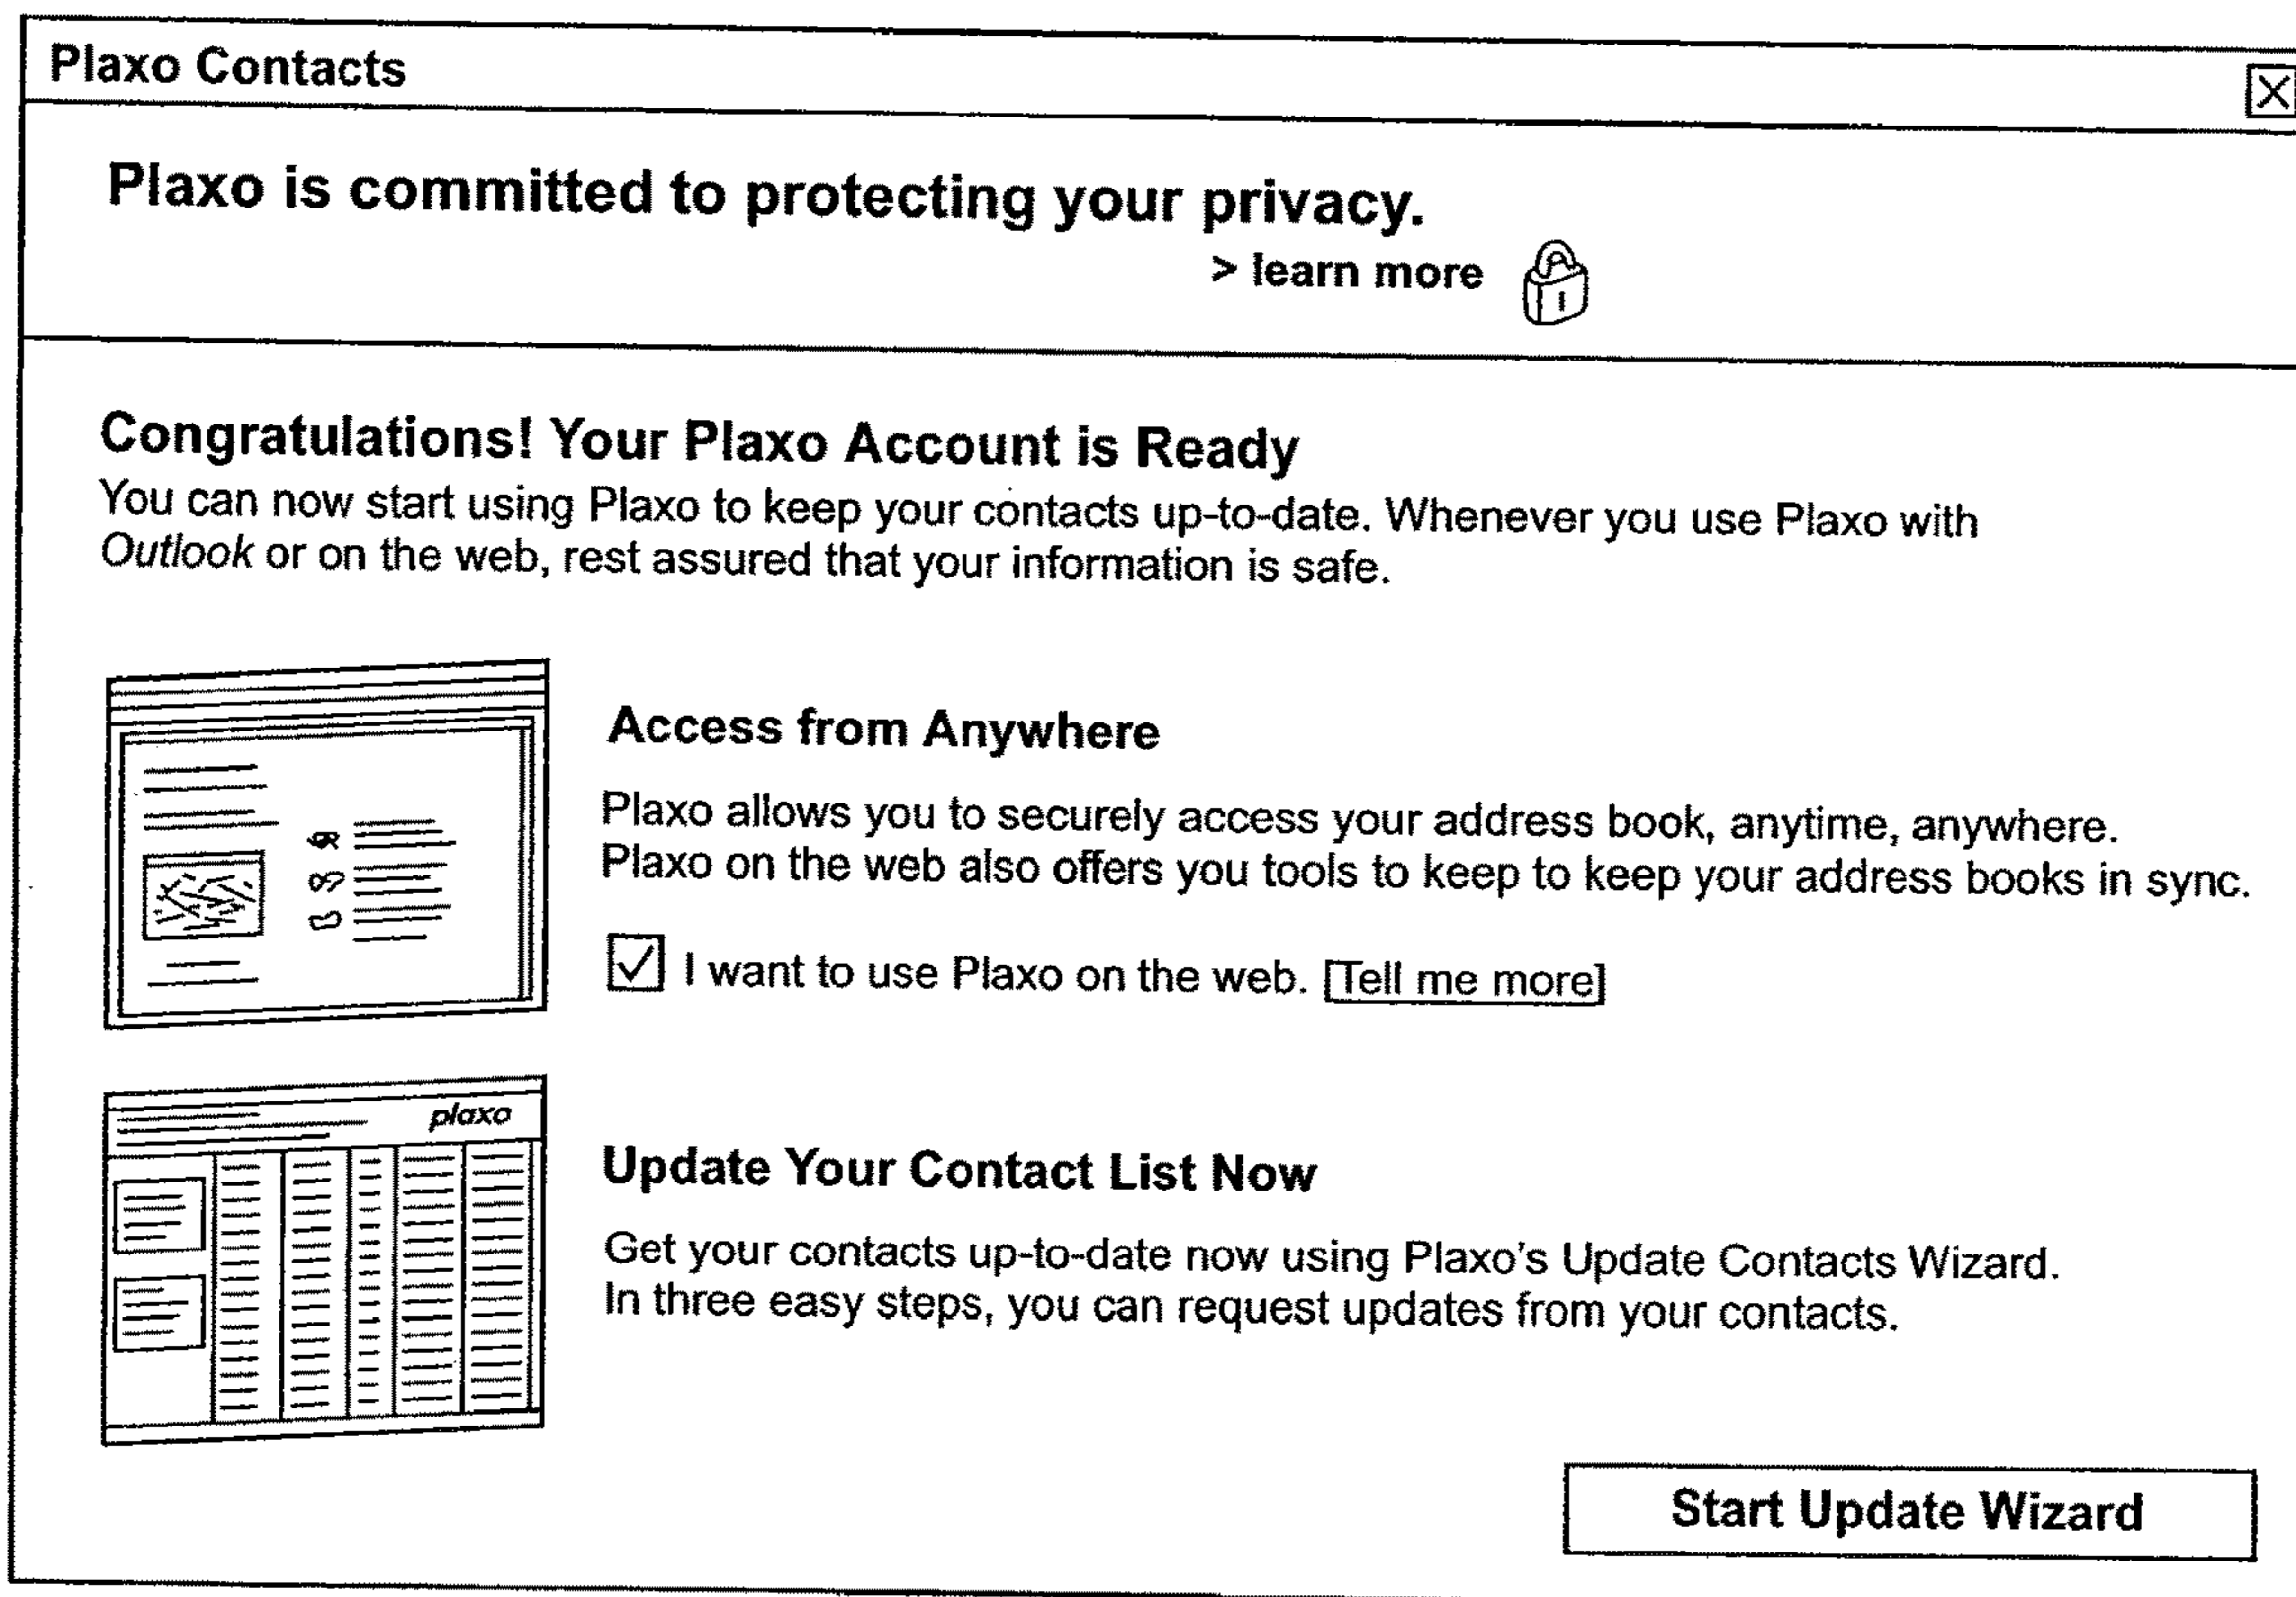 Plaxo Contacts
Plaxo is committed to protecting your privacy.
> learn more
Congratulations! Your Plaxo Account is Ready
You can now start using Plaxo to keep your contacts up-to-date. Whenever you use Plaxo with
Outlook or on the web, rest assured that your information is safe.
Access from Anywhere
Plaxo allows you to securely access your address book, anytime, anywhere.
Plaxo on the web also offers you tools to keep to keep your address books in sync.
I want to use Plaxo on the web. [Tell me more]
plaxo
Update Your Contact List Now
Get your contacts up-to-date now using Plaxo's Update Contacts Wizard.
In three easy steps, you can request updates from your contacts.
Start Update Wizard